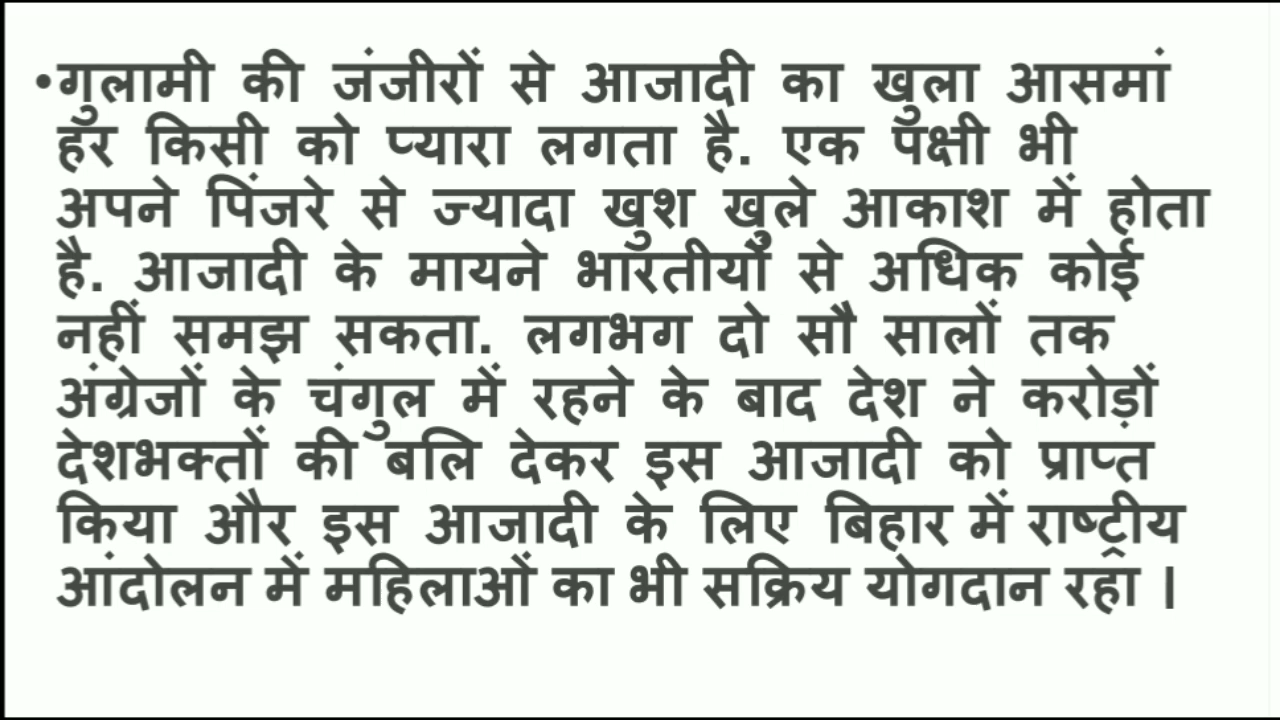 •गुलामी की जंजीरों से आजादी का खुला आसमां
हर किसी को प्यारा लगता है. एक पक्षी भी
अपने पिंजरे से ज्यादा खुश खुले आकाश में होता
है. आजादी के मायने भारतीयों से अधिक कोई
नहीं समझ सकता. लगभग दो सौ सालों तक
अंग्रेजों के चंगुल में रहने के बाद देश ने करोड़ों
देशभक्तों की बलि देकर इस आजादी को प्राप्त
किया और इस आजादी के लिए बिहार में राष्ट्रीय
आंदोलन में महिलाओं का भी सक्रिय योगदान रहा ।